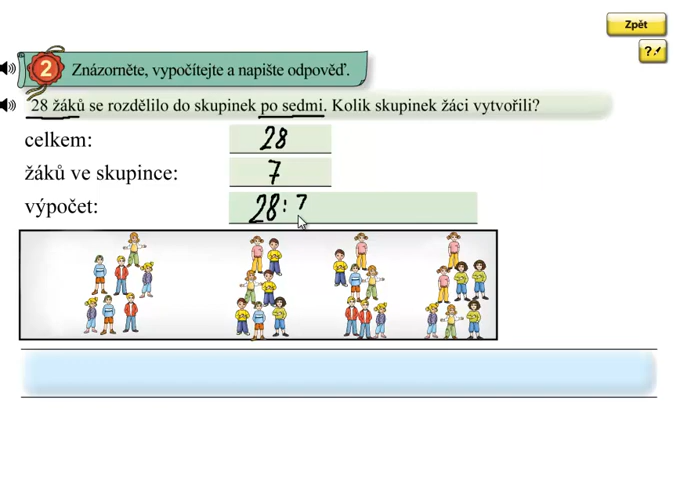 Zpět
?
2 Znázorněte, vypočítejte a napište odpověď.
28 žáků se rozdělilo do skupinek po sedmi. Kolik skupinek žáci vytvořili?
celkem: 28
žáků ve skupince: 7
výpočet: 28:7